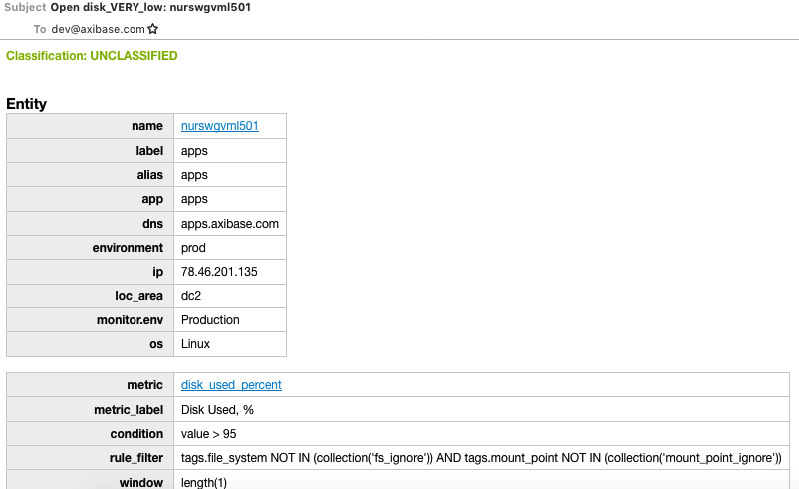 Subject Open disk_VERY_low: nurswgvml501
To dev@axibase.com
Classification: UNCLASSIFIED
Entity
name nurswgvml501
label apps
alias apps
app apps
dns apps.axibase.com
environment prod
ip 78.46.201.135
loc_area dc2
monitor.env Production
os Linux
metric disk_used_percent
metric_label Disk Used, %
condition value > 95
rule_filter tags.file_system NOT IN (collection('fs_ignore')) AND tags.mount_point NOT IN (collection('mount_point_ignore'))
window length(1)